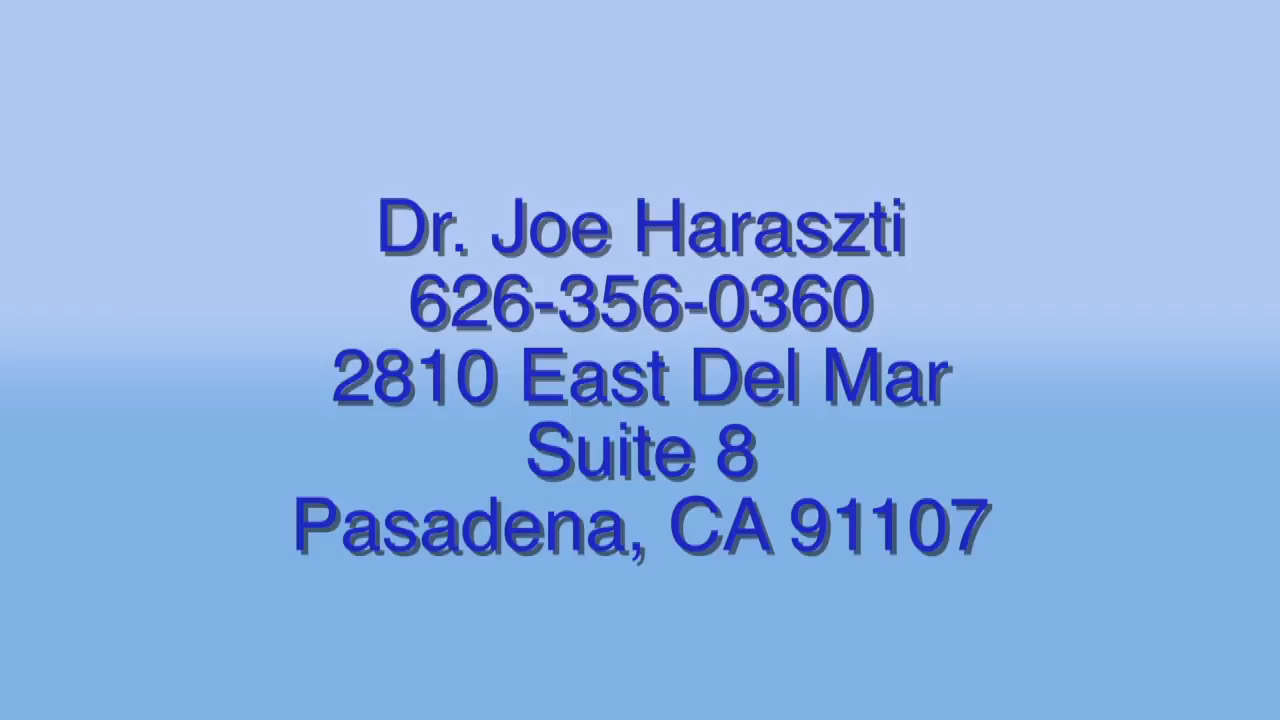 Dr. Joe Haraszti
626-356-0360
2810 East Del Mar
Suite 8
Pasadena, CA 91107